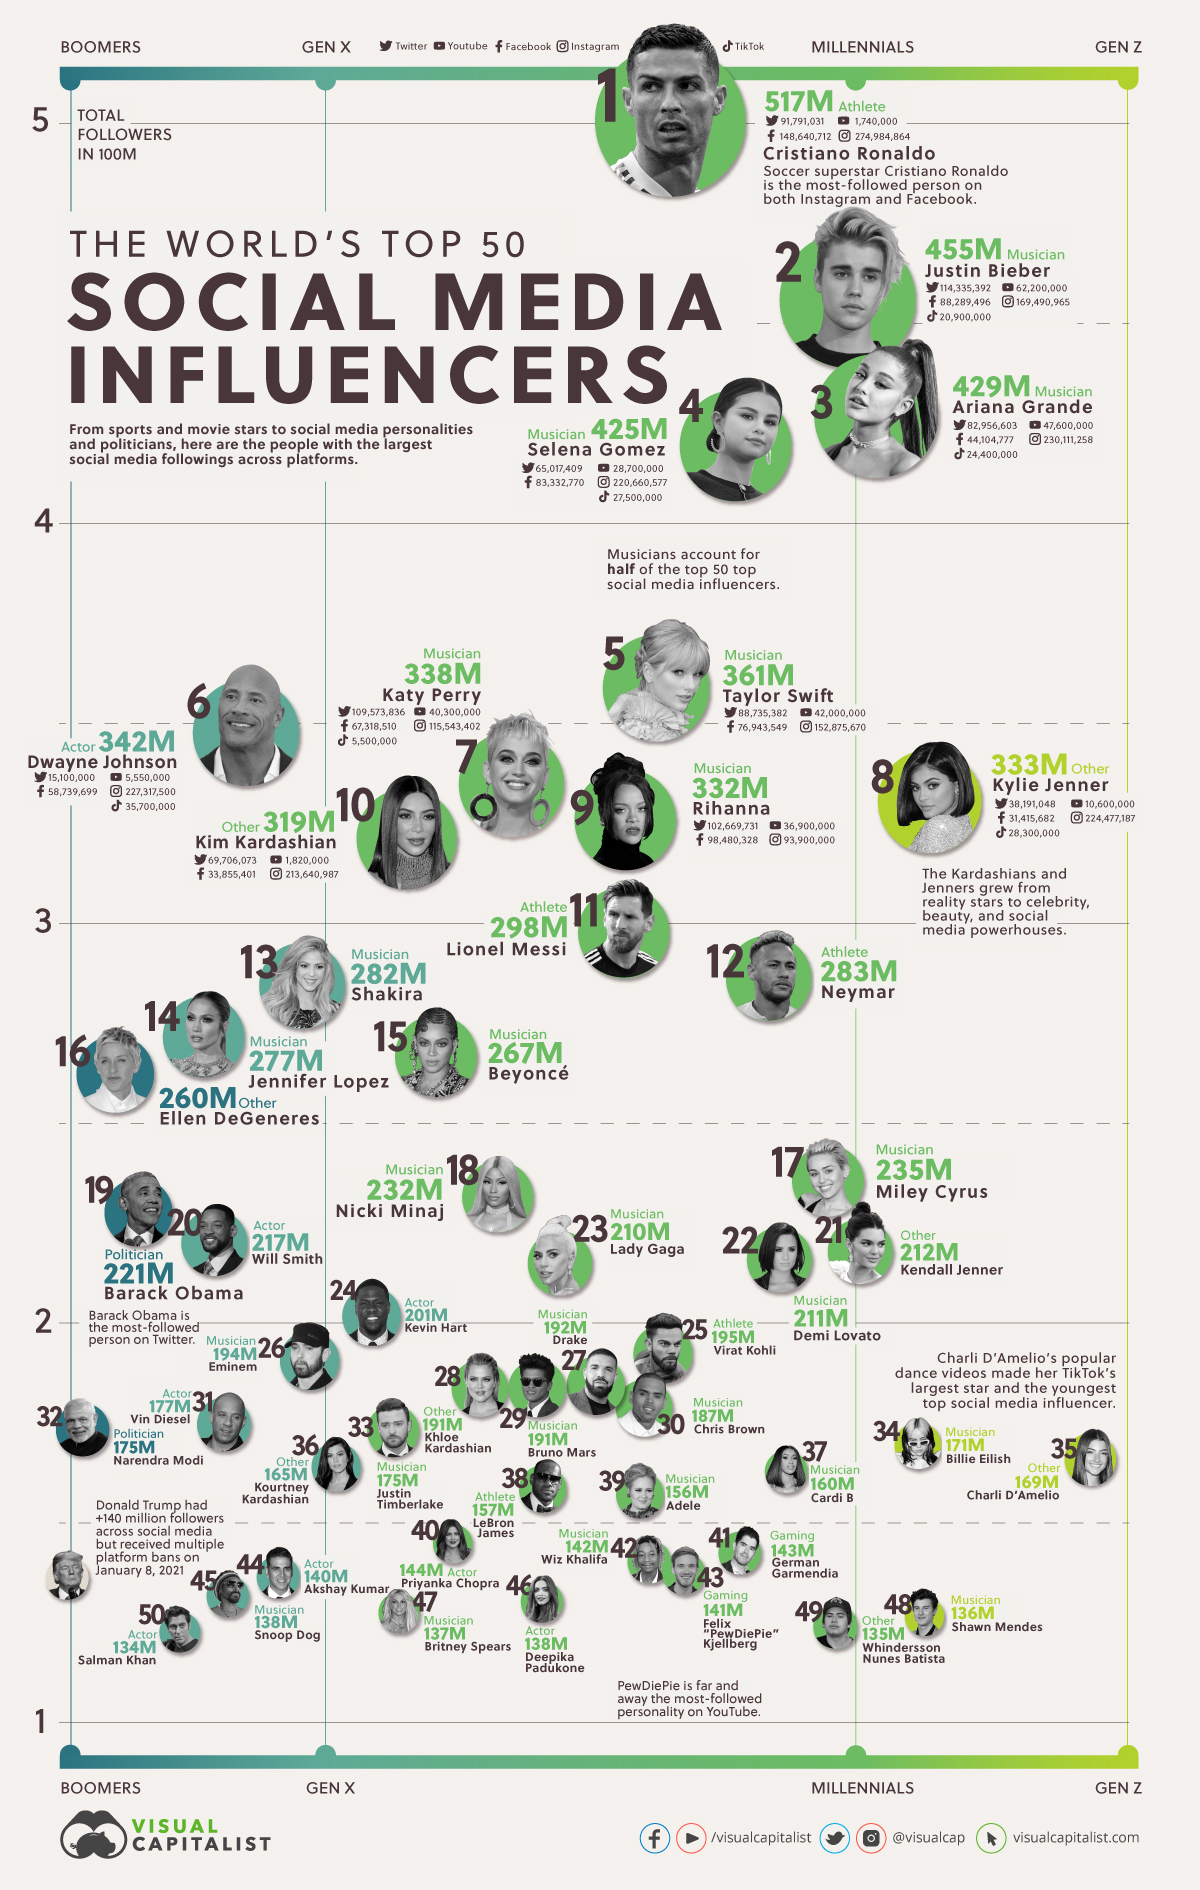 BOOMERS
GEN X
Twitter Youtube Facebook Instagram TikTok
MILLENNIALS
GEN Z
5
TOTAL
FOLLOWERS
IN 100M
1
517M Athlete
91,791,031 1,740,000
148,640,712 274,984,864
Cristiano Ronaldo
Soccer superstar Cristiano Ronaldo
is the most-followed person on
both Instagram and Facebook.
THE WORLD'S TOP 50
SOCIAL MEDIA
INFLUENCERS
From sports and movie stars to social media personalities
and politicians, here are the people with the largest
social media followings across platforms.
2
455M Musician
Justin Bieber
114,335,392 62,200,000
88,289,496 169,490,965
20,900,000
3
429M Musician
Ariana Grande
82,956,603 47,600,000
44,104,777 230,111,258
24,400,000
4
Musician 425M
Selena Gomez
65,017,409 28,700,000
83,332,770 220,660,577
27,500,000
4
Musicians account for
half of the top 50 top
social media influencers.
5
Musician
361M
Taylor Swift
88,735,382 42,000,000
76,943,549 152,875,670
6
Actor 342M
Dwayne Johnson
15,100,000 5,550,000
58,739,699 227,317,500
35,700,000
Musician
338M
Katy Perry
109,573,836 40,300,000
67,318,510 115,543,402
5,500,000
7
8
333M Other
Kylie Jenner
38,191,048 10,600,000
31,415,682 224,477,187
28,300,000
The Kardashians and
Jenners grew from
reality stars to celebrity,
beauty, and social
media powerhouses.
9
Musician
332M
Rihanna
102,669,731 36,900,000
98,480,328 93,900,000
10
Other 319M
Kim Kardashian
69,706,073 1,820,000
33,855,401 213,640,987
3
11
Athlete
298M
Lionel Messi
12
Athlete
283M
Neymar
13
Musician
282M
Shakira
14
Musician
277M
Jennifer Lopez
15
Musician
267M
Beyoncé
16
260M Other
Ellen DeGeneres
17
Musician
235M
Miley Cyrus
18
Musician
232M
Nicki Minaj
19
Politician
221M
Barack Obama
Barack Obama is
the most-followed
person on Twitter.
20
Actor
217M
Will Smith
21
Other
212M
Kendall Jenner
22
Musician
211M
Demi Lovato
23
Musician
210M
Lady Gaga
2
24
Actor
201M
Kevin Hart
25
Athlete
195M
Virat Kohli
26
Musician
194M
Eminem
27
Musician
192M
Drake
28
Other
191M
Khloe
Kardashian
29
Musician
191M
Bruno Mars
30
Musician
187M
Chris Brown
Charli D'Amelio's popular
dance videos made her TikTok's
largest star and the youngest
top social media influencer.
31
Actor
177M
Vin Diesel
32
Politician
175M
Narendra Modi
33
Musician
175M
Justin
Timberlake
34
Musician
171M
Billie Eilish
35
Other
169M
Charli D'Amelio
36
Other
165M
Kourtney
Kardashian
37
Musician
160M
Cardi B
38
Athlete
157M
LeBron
James
39
Musician
156M
Adele
Donald Trump had
+140 million followers
across social media
but received multiple
platform bans on
January 8, 2021
40
144M Actor
Priyanka Chopra
41
Gaming
143M
German
Garmendia
42
Musician
142M
Wiz Khalifa
43
Gaming
141M
Felix
"PewDiePie"
Kjellberg
44
Actor
140M
Akshay Kumar
45
Musician
138M
Snoop Dog
46
Actor
138M
Deepika
Padukone
47
Musician
137M
Britney Spears
48
Musician
136M
Shawn Mendes
49
Other
135M
Whindersson
Nunes Batista
50
Actor
134M
Salman Khan
PewDiePie is far and
away the most-followed
personality on YouTube.
1
BOOMERS
GEN X
MILLENNIALS
GEN Z
VISUAL
CAPITALIST
/visualcapitalist @visualcap visualcapitalist.com